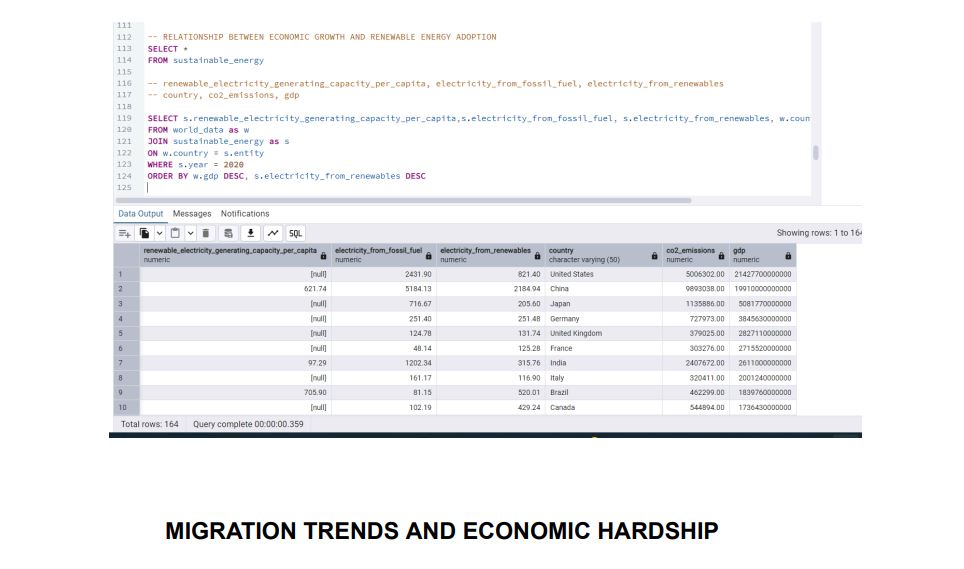 111
112 -- RELATIONSHIP BETWEEN ECONOMIC GROWTH AND RENEWABLE ENERGY ADOPTION
113 SELECT *
114 FROM sustainable_energy
115
116 -- renewable_electricity_generating_capacity_per_capita, electricity_from_fossil_fuel, electricity_from_renewables
117 -- country, co2_emissions, gdp
118
119 SELECT s.renewable_electricity_generating_capacity_per_capita,s.electricity_from_fossil_fuel, s.electricity_from_renewables, w.coun
120 FROM world_data as w
121 JOIN sustainable_energy as s
122 ON w.country = s.entity
123 WHERE s.year = 2020
124 ORDER BY w.gdp DESC, s.electricity_from_renewables DESC
125
Data Output Messages Notifications
SQL Showing rows: 1 to 164
renewable_electricity_generating_capacity_per_capita electricity_from_fossil_fuel electricity_from_renewables country co2_emissions gdp
numeric numeric numeric character varying (50) numeric numeric
1 [null] 2431.90 821.40 United States 5006302.00 21427700000000
2 621.74 5184.13 2184.94 China 9893038.00 19910000000000
3 [null] 716.67 205.60 Japan 1135886.00 5081770000000
4 [null] 251.40 251.48 Germany 727973.00 3845630000000
5 [null] 124.78 131.74 United Kingdom 379025.00 2827110000000
6 [null] 48.14 125.28 France 303276.00 2715520000000
7 97.29 1202.34 315.76 India 2407672.00 2611000000000
8 [null] 161.17 116.90 Italy 320411.00 2001240000000
9 705.90 81.15 520.01 Brazil 462299.00 1839760000000
10 [null] 102.19 429.24 Canada 544894.00 1736430000000
Total rows: 164 Query complete 00:00:00.359
MIGRATION TRENDS AND ECONOMIC HARDSHIP